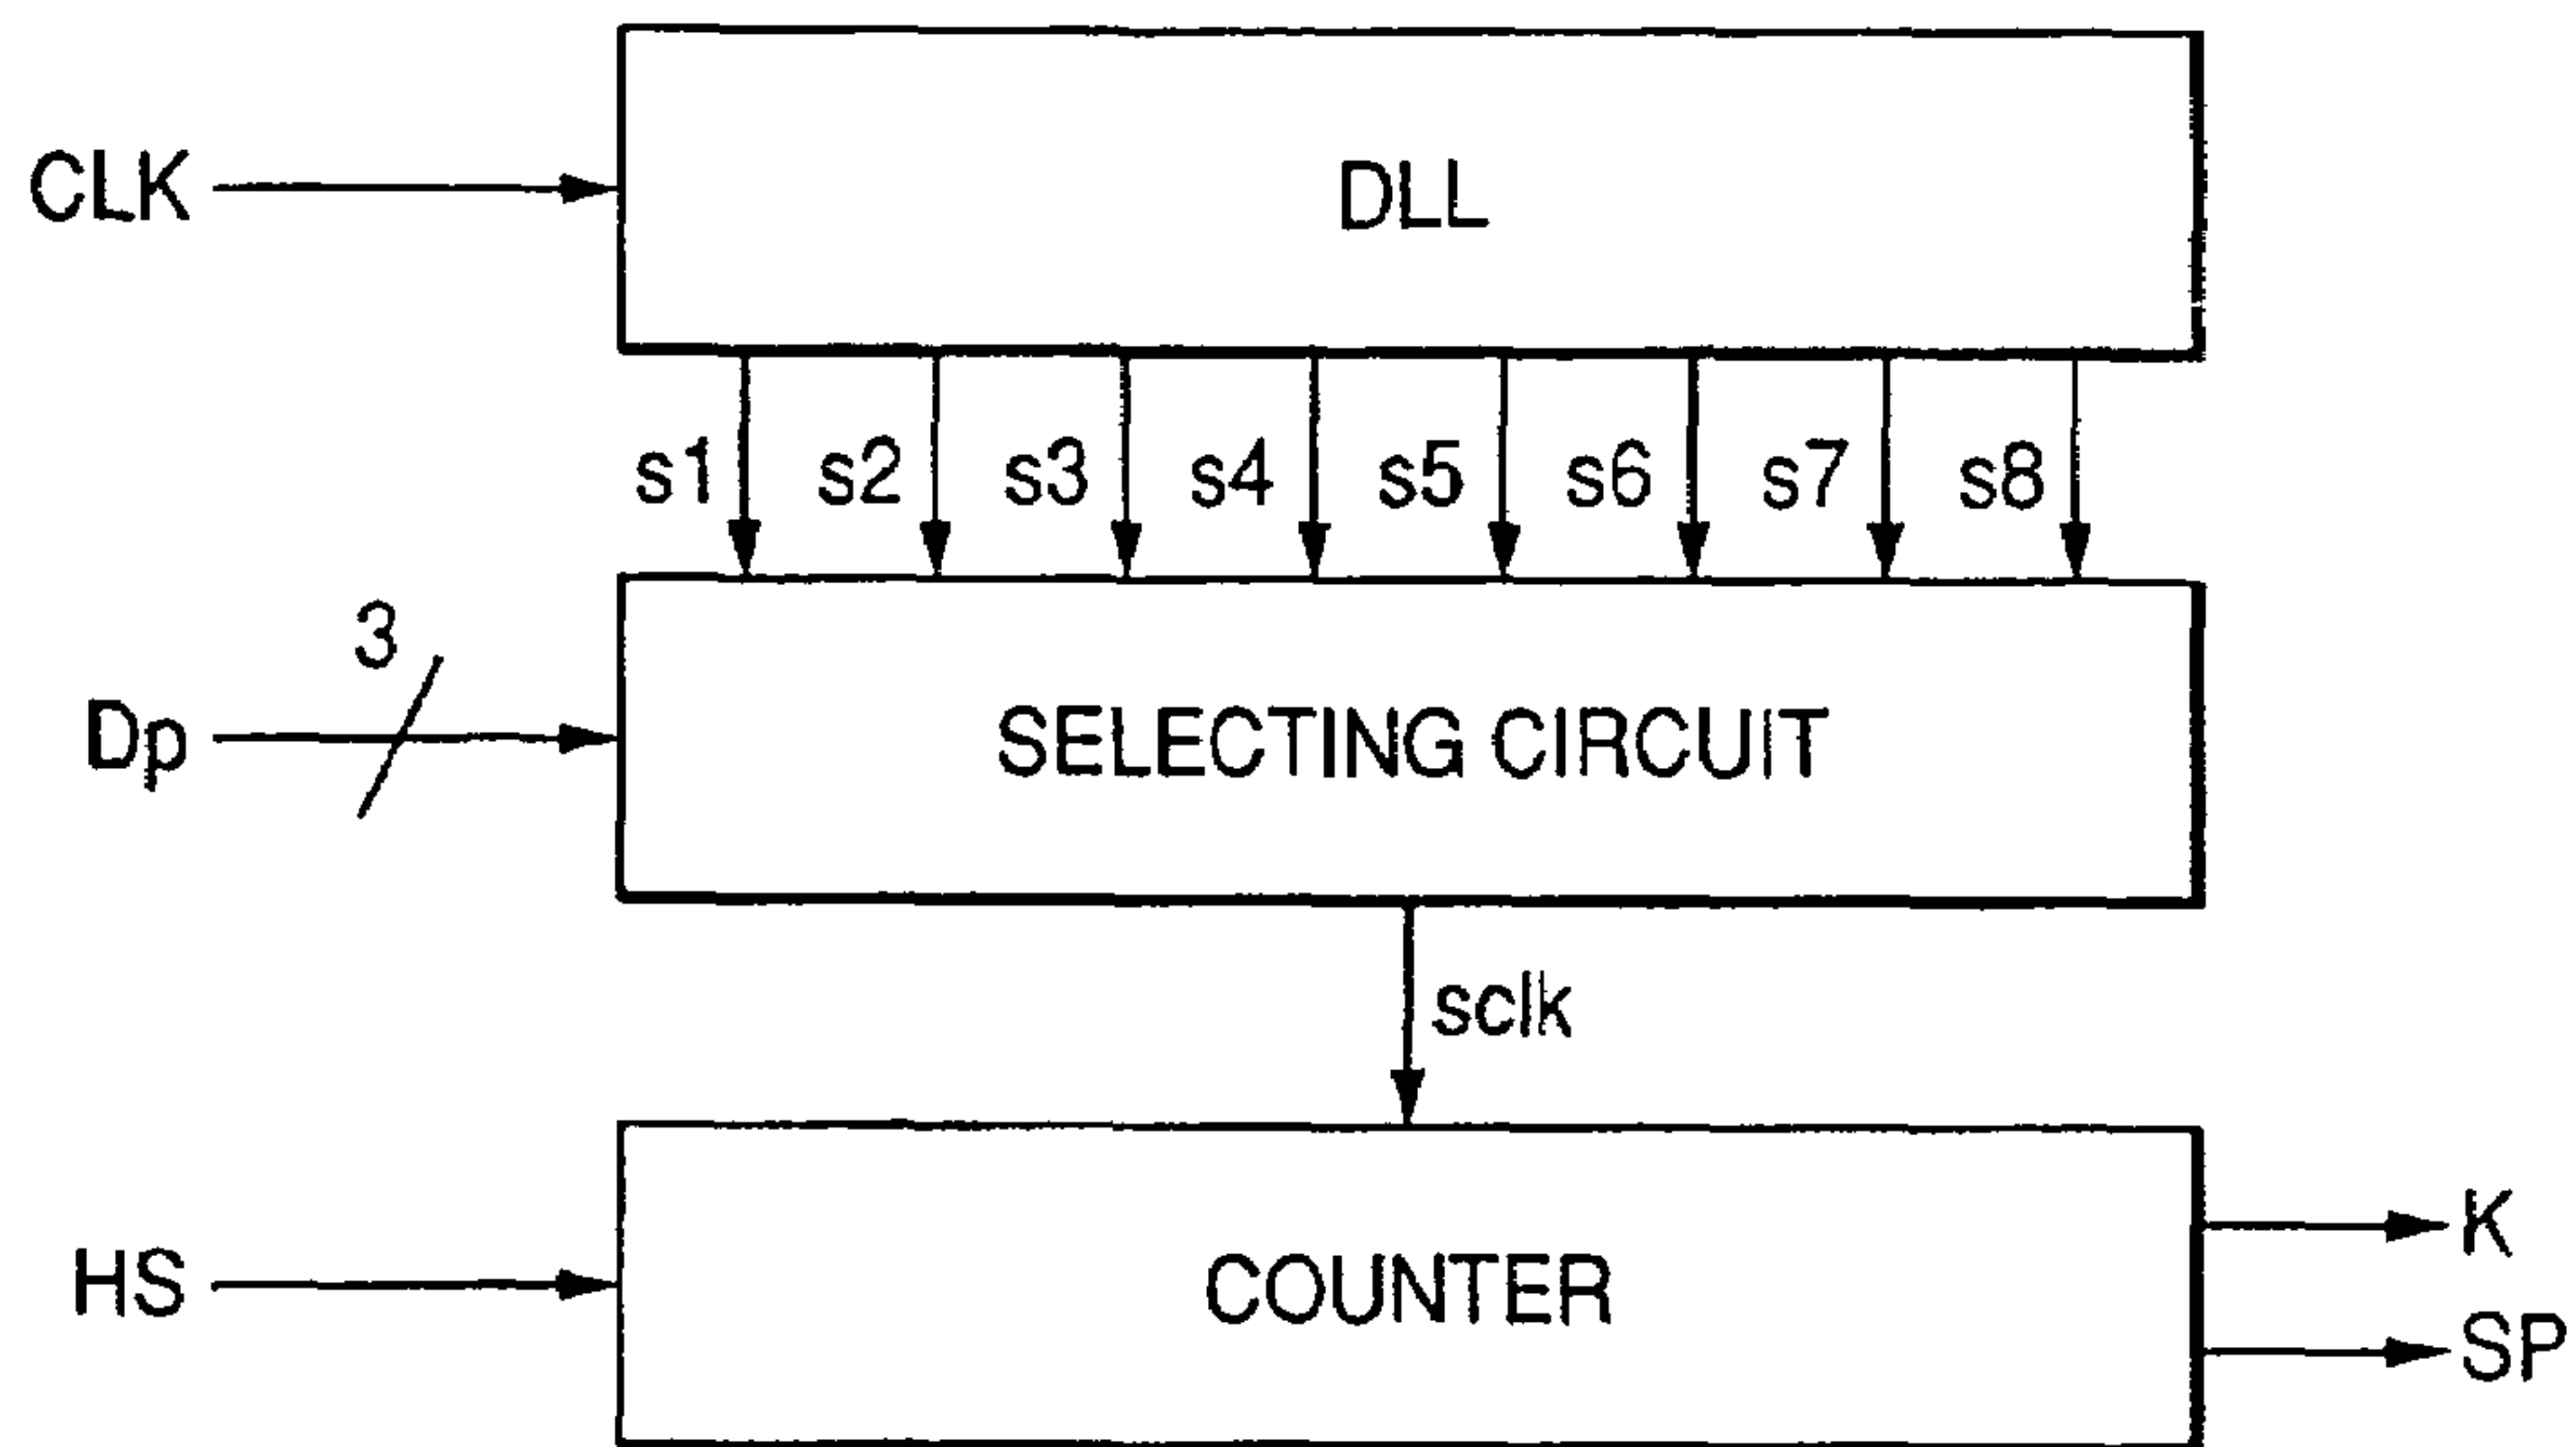 CLK
DLL
s1 s2 s3 s4 s5 s6 s7 s8
3
Dp
SELECTING CIRCUIT
sclk
HS
COUNTER
K
SP